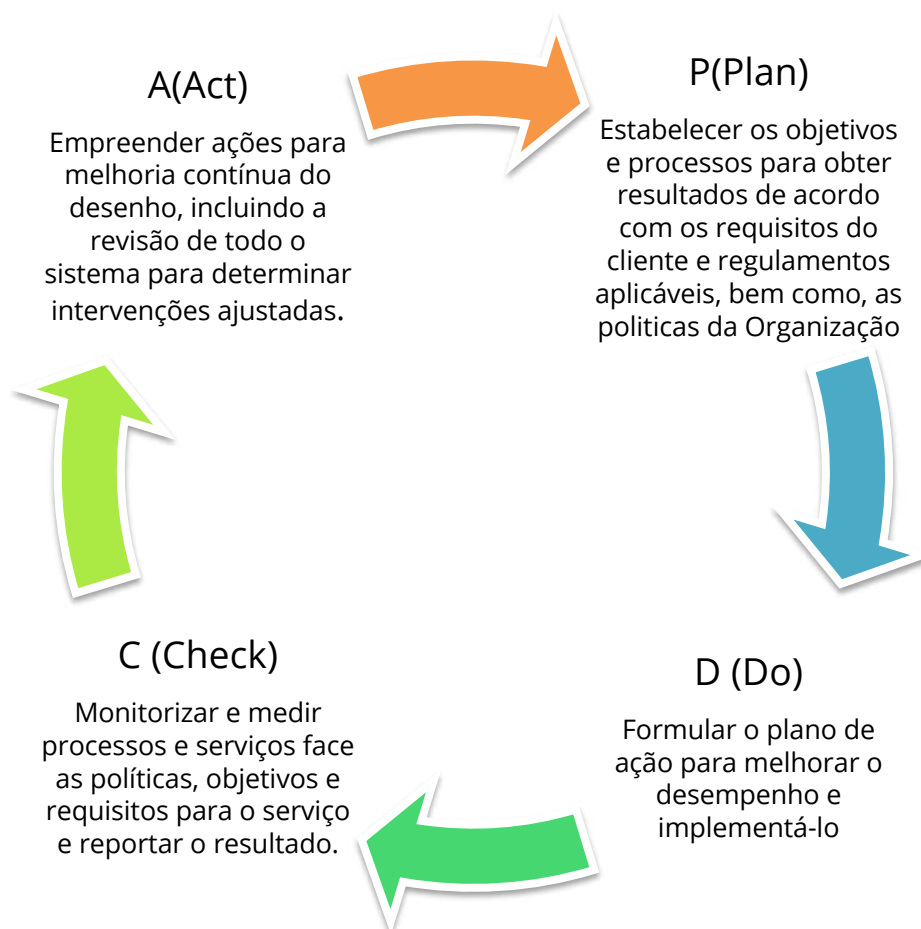 A(Act)
Empreender ações para
melhoria contínua do
desenho, incluindo a
revisão de todo o
sistema para determinar
intervenções ajustadas.
P(Plan)
Estabelecer os objetivos
e processos para obter
resultados de acordo
com os requisitos do
cliente e regulamentos
aplicáveis, bem como, as
politicas da Organização
C (Check)
Monitorizar e medir
processos e serviços face
as políticas, objetivos e
requisitos para o serviço
e reportar o resultado.
D (Do)
Formular o plano de
ação para melhorar o
desempenho e
implementá-lo